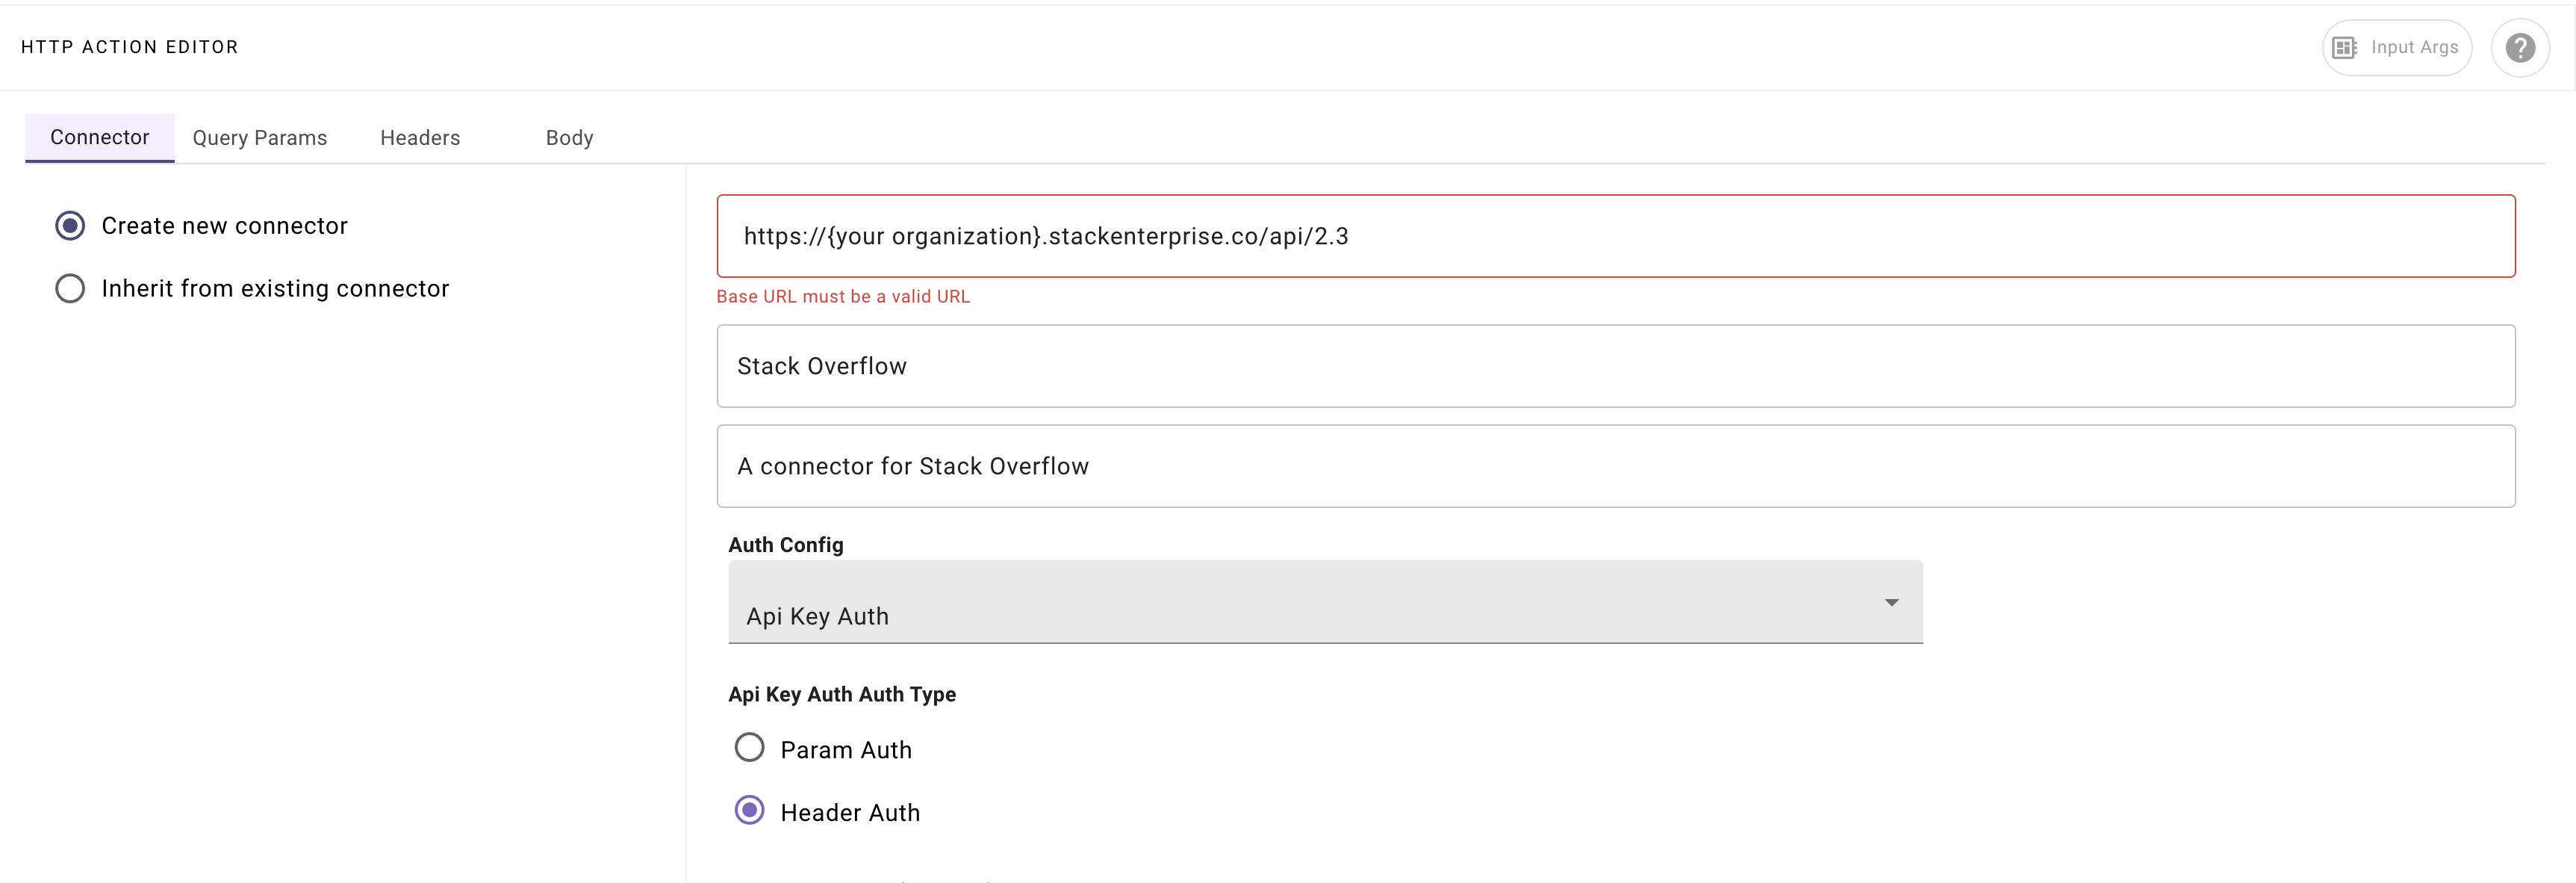 HTTP ACTION EDITOR
Input Args
Connector Query Params Headers Body
Create new connector
Inherit from existing connector
https://{your organization}.stackenterprise.co/api/2.3
Base URL must be a valid URL
Stack Overflow
A connector for Stack Overflow
Auth Config
Api Key Auth
Api Key Auth Auth Type
Param Auth
Header Auth